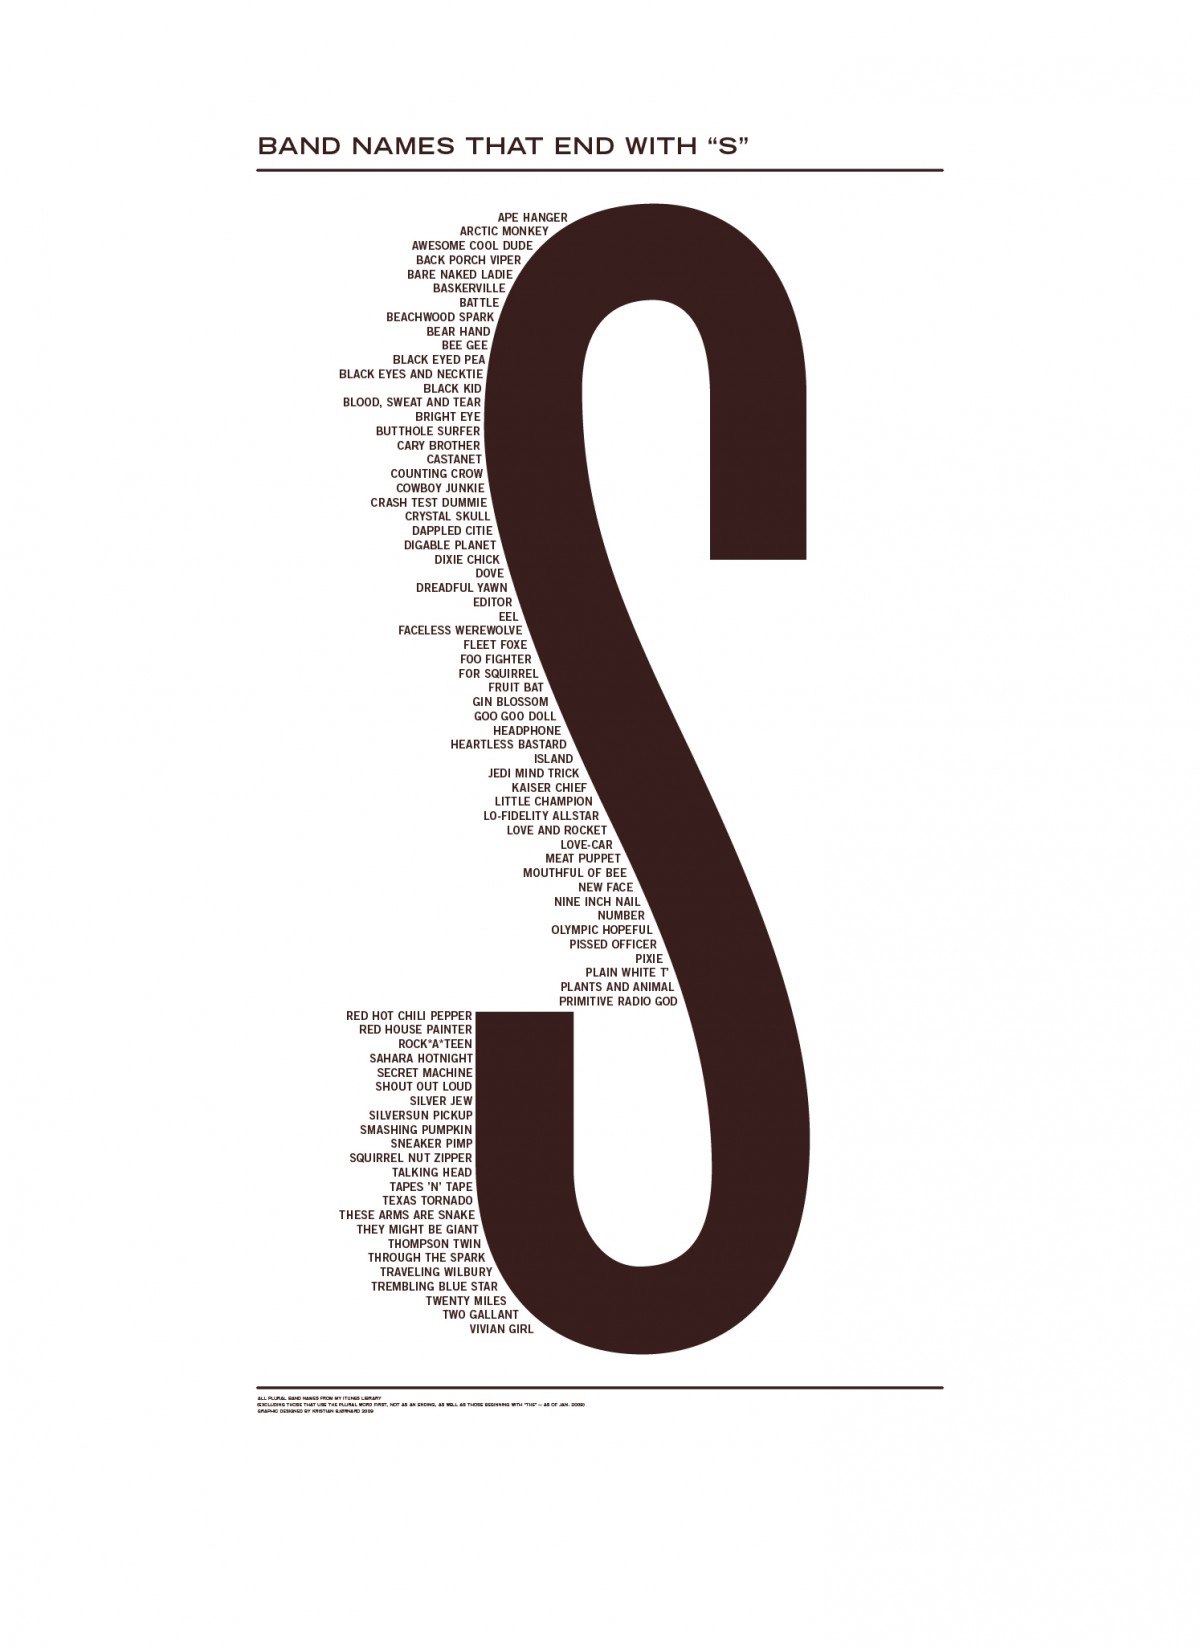 BAND NAMES THAT END WITH “S”
APE HANGER
ARCTIC MONKEY
AWESOME COOL DUDE
BACK PORCH VIPER
BARE NAKED LADIE
BASKERVILLE
BATTLE
BEACHWOOD SPARK
BEAR HAND
BEE GEE
BLACK EYED PEA
BLACK EYES AND NECKTIE
BLACK KID
BLOOD, SWEAT AND TEAR
BRIGHT EYE
BUTTHOLE SURFER
CARY BROTHER
CASTANET
COUNTING CROW
COWBOY JUNKIE
CRASH TEST DUMMIE
CRYSTAL SKULL
DAPPLED CITIE
DIGABLE PLANET
DIXIE CHICK
DOVE
DREADFUL YAWN
EDITOR
EEL
FACELESS WEREWOLVE
FLEET FOXE
FOO FIGHTER
FOR SQUIRREL
FRUIT BAT
GIN BLOSSOM
GOO GOO DOLL
HEADPHONE
HEARTLESS BASTARD
ISLAND
JEDI MIND TRICK
KAISER CHIEF
LITTLE CHAMPION
LO-FIDELITY ALLSTAR
LOVE AND ROCKET
LOVE-CAR
MEAT PUPPET
MOUTHFUL OF BEE
NEW FACE
NINE INCH NAIL
NUMBER
OLYMPIC HOPEFUL
PISSED OFFICER
PIXIE
PLAIN WHITE T'
PLANTS AND ANIMAL
PRIMITIVE RADIO GOD
RED HOT CHILI PEPPER
RED HOUSE PAINTER
ROCK*A*TEEN
SAHARA HOTNIGHT
SECRET MACHINE
SHOUT OUT LOUD
SILVER JEW
SILVERSUN PICKUP
SMASHING PUMPKIN
SNEAKER PIMP
SQUIRREL NUT ZIPPER
TALKING HEAD
TAPES 'N' TAPE
TEXAS TORNADO
THESE ARMS ARE SNAKE
THEY MIGHT BE GIANT
THOMPSON TWIN
THROUGH THE SPARK
TRAVELING WILBURY
TREMBLING BLUE STAR
TWENTY MILES
TWO GALLANT
VIVIAN GIRL
S
ALL PLURAL BAND NAMES FROM MY ITUNES LIBRARY
(EXCLUDING THOSE THAT USE THE PLURAL WORD FIRST, NOT AS AN ENDING, AS WELL AS THOSE BEGINNING WITH "THE" — AS OF JAN. 2009)
GRAPHIC DESIGNED BY KRISTIAN BJORNARD 2009